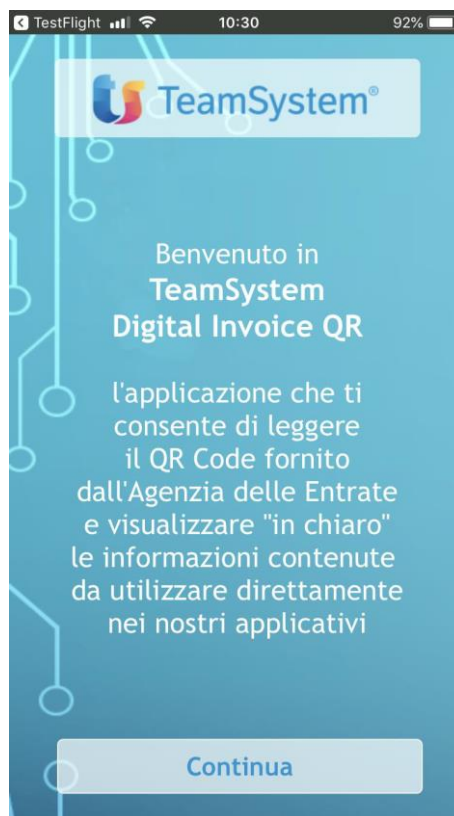 TestFlight 10:30 92%
TeamSystem®
Benvenuto in
TeamSystem
Digital Invoice QR
l'applicazione che ti
consente di leggere
il QR Code fornito
dall'Agenzia delle Entrate
e visualizzare "in chiaro"
le informazioni contenute
da utilizzare direttamente
nei nostri applicativi
Continua